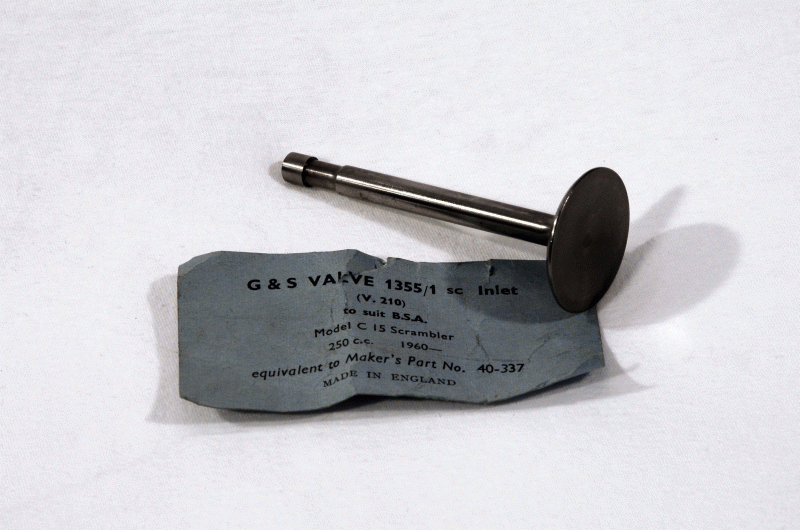 G & S VALVE 1355/1 sc Inlet
(V. 210)
to suit B.S.A.
Model C 15 Scrambler
250 c.c. 1960—
equivalent to Maker's Part No. 40-337
MADE IN ENGLAND